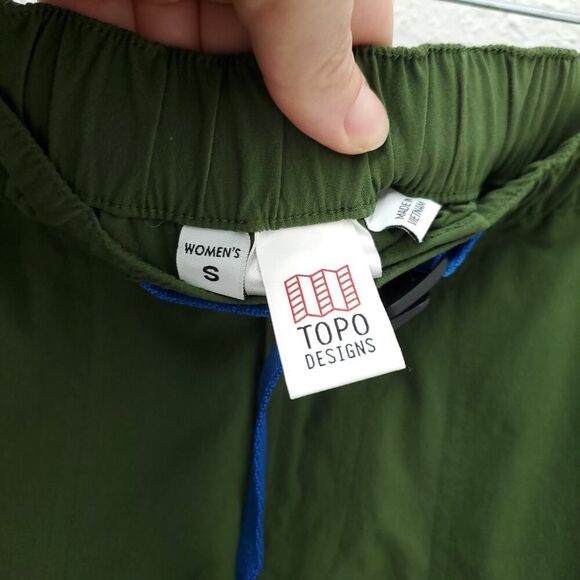 WOMEN'S
S
TOPO
DESIGNS
MADE IN
VIETNAM